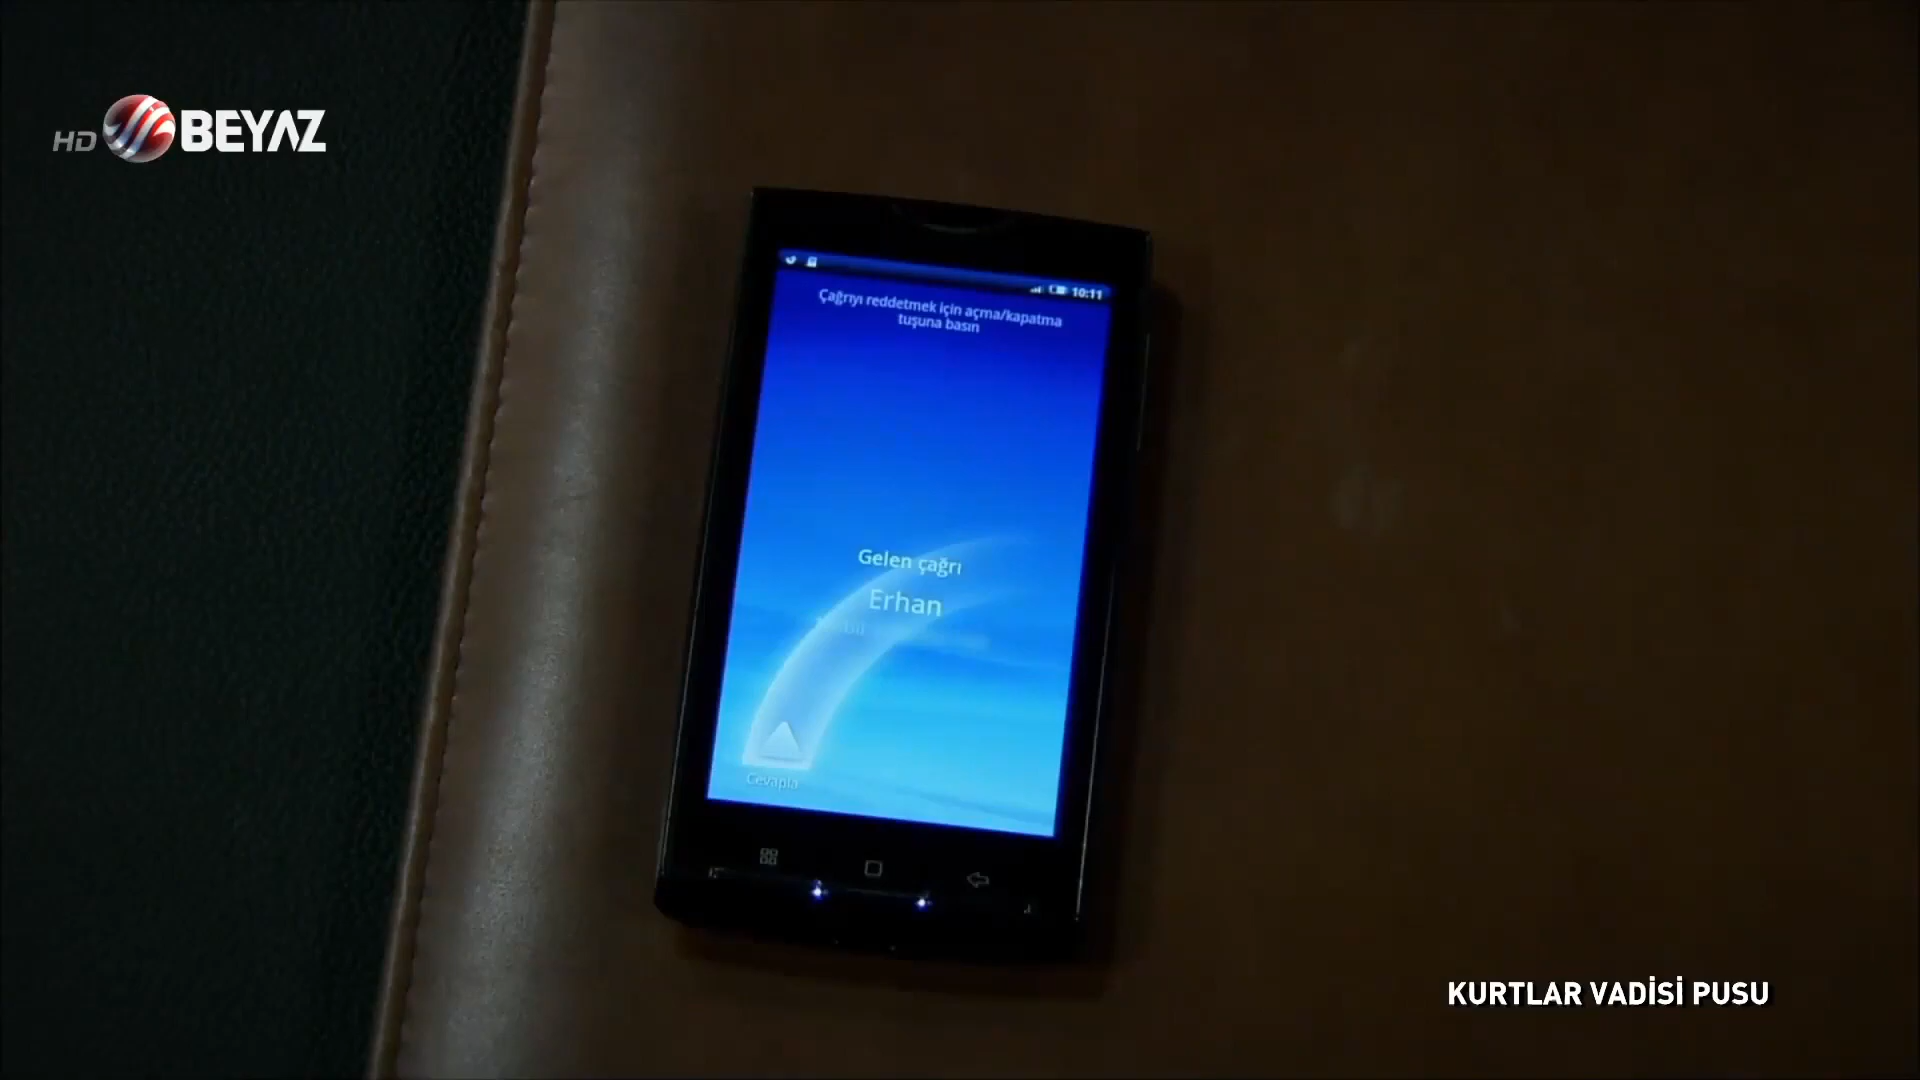 HD BEYAZ
10:11
Çağrıyı reddetmek için açma/kapatma
tuşuna basın
Gelen çağrı
Erhan
Cevapla
KURTLAR VADİSİ PUSU